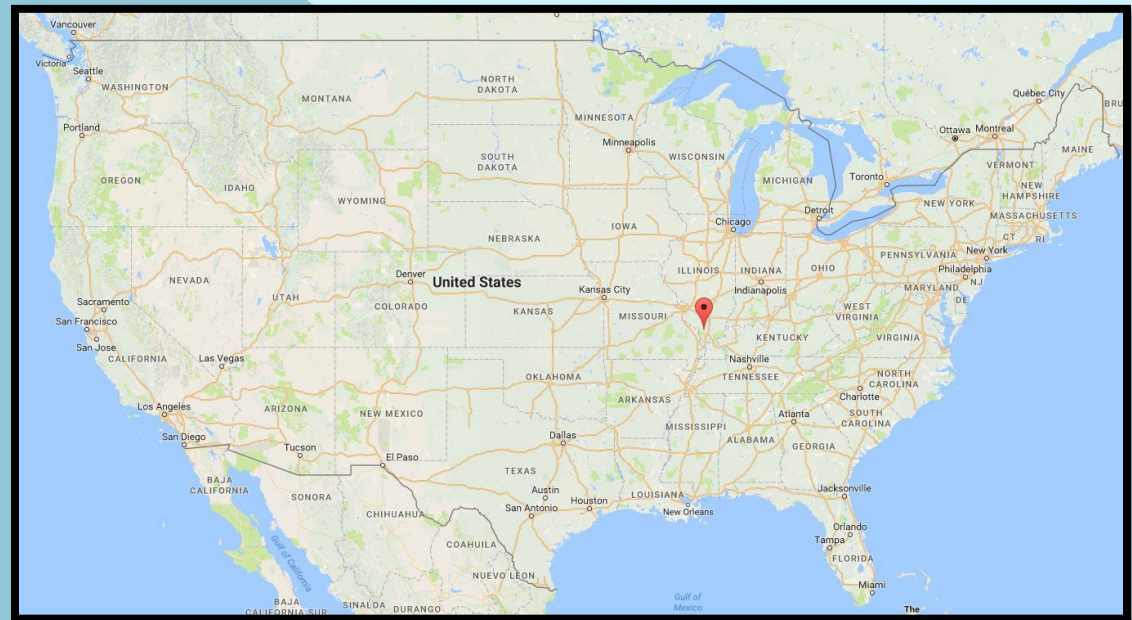 Vancouver
Victoria
Seattle
WASHINGTON
MONTANA
NORTH
DAKOTA
MINNESOTA
Québec City
BRU
Portland
Minneapolis
Ottawa
Montreal
MAINE
OREGON
IDAHO
SOUTH
DAKOTA
WISCONSIN
MICHIGAN
Toronto
VERMONT
NEW
HAMPSHIRE
WYOMING
Detroit
NEW YORK
MASSACHUSETTS
Chicago
IOWA
NEBRASKA
CT
RI
PENNSYLVANIA
New York
NEVADA
UTAH
Denver
United States
ILLINOIS
INDIANA
OHIO
Philadelphia
NJ
Kansas City
Indianapolis
MARYLAND
DE
Sacramento
San Francisco
San Jose
COLORADO
KANSAS
MISSOURI
WEST
VIRGINIA
KENTUCKY
VIRGINIA
CALIFORNIA
Las Vegas
Nashville
TENNESSEE
OKLAHOMA
NORTH
CAROLINA
Charlotte
Los Angeles
ARIZONA
NEW MEXICO
ARKANSAS
Atlanta
SOUTH
CAROLINA
San Diego
Tucson
Dallas
MISSISSIPPI
ALABAMA
GEORGIA
El Paso
TEXAS
BAJA
CALIFORNIA
SONORA
CHIHUAHUA
Austin
San Antonio
Houston
LOUISIANA
New Orleans
Jacksonville
Orlando
Tampa
FLORIDA
Gulf of California
COAHUILA
NUEVO LEON
Miami
BAJA
CALIFORNIA SUR
SINALOA
DURANGO
Gulf of
Mexico
The